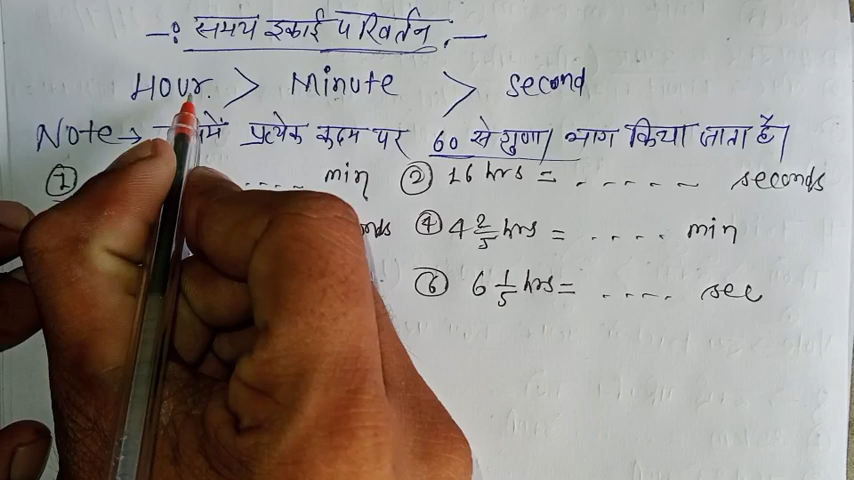 -: समय इकाई परिवर्तन :-
Hour > Minute > second
Note → में प्रत्येक कदम पर 60 से गुणा/भाग किया जाता है।
① .... min ② 16 hrs = ...... seconds
④ 4 2/5 hrs = .... min
⑥ 6 1/5 hrs = .... sec